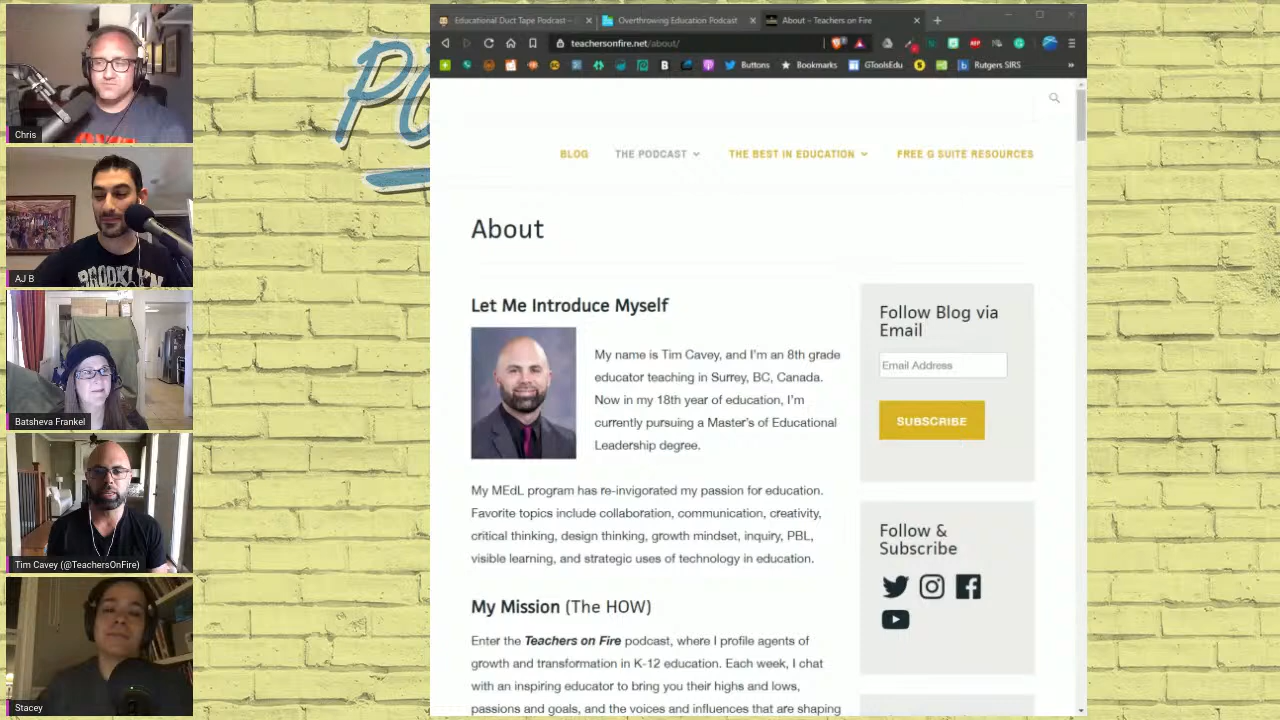 Educational Duct Tape Podcast –
Overthrowing Education Podcast
About – Teachers on Fire
teachersonfire.net/about/
Buttons
Bookmarks
GToolsEdu
Rutgers SIRS
BLOG
THE PODCAST
THE BEST IN EDUCATION
FREE G SUITE RESOURCES
About
Let Me Introduce Myself
My name is Tim Cavey, and I'm an 8th grade
educator teaching in Surrey, BC, Canada.
Now in my 18th year of education, I'm
currently pursuing a Master's of Educational
Leadership degree.
My MEdL program has re-invigorated my passion for education.
Favorite topics include collaboration, communication, creativity,
critical thinking, design thinking, growth mindset, inquiry, PBL,
visible learning, and strategic uses of technology in education.
My Mission (The HOW)
Enter the Teachers on Fire podcast, where I profile agents of
growth and transformation in K-12 education. Each week, I chat
with an inspiring educator to bring you their highs and lows,
passions and goals, and the voices and influences that are shaping
Follow Blog via
Email
Email Address
SUBSCRIBE
Follow &
Subscribe
Chris
AJ B
BROOKLYN
Batsheva Frankel
Tim Cavey (@TeachersOnFire)
Stacey